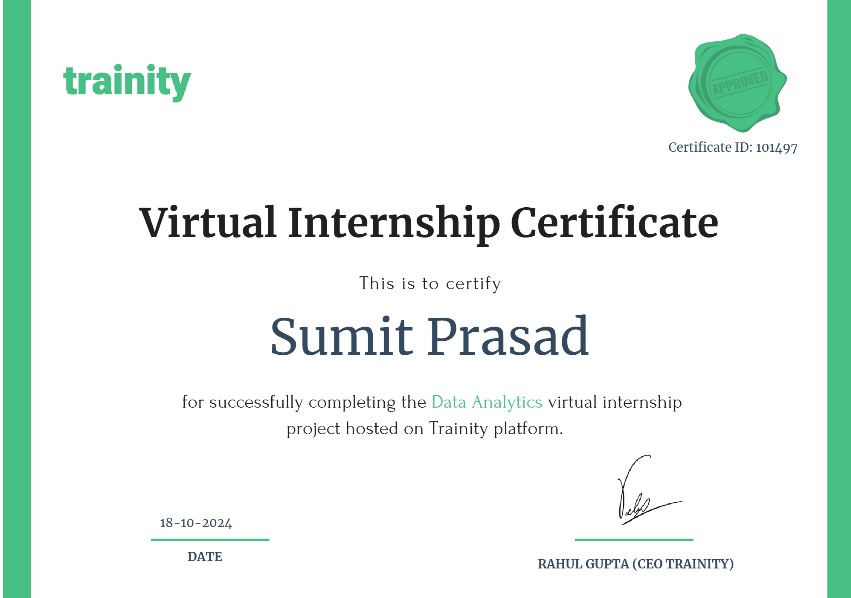 trainity
APPROVED
Certificate ID: 101497
Virtual Internship Certificate
This is to certify
Sumit Prasad
for successfully completing the Data Analytics virtual internship
project hosted on Trainity platform.
18-10-2024
DATE
RAHUL GUPTA (CEO TRAINITY)